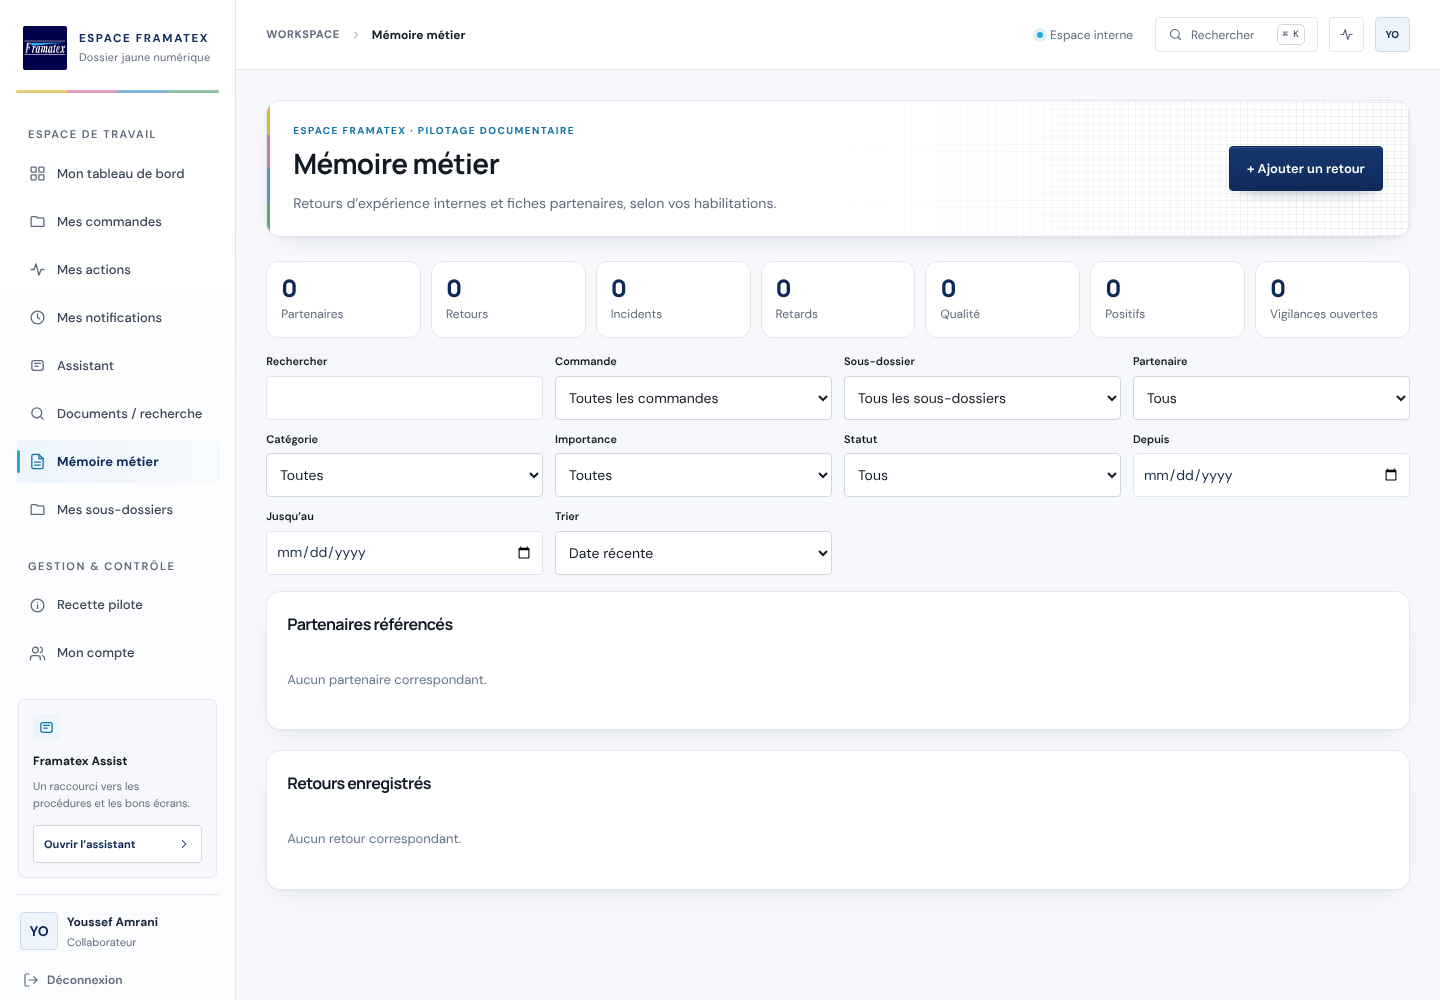 Framatex
ESPACE FRAMATEX
Dossier jaune numérique
ESPACE DE TRAVAIL
Mon tableau de bord
Mes commandes
Mes actions
Mes notifications
Assistant
Documents / recherche
Mémoire métier
Mes sous-dossiers
GESTION & CONTRÔLE
Recette pilote
Mon compte
Framatex Assist
Un raccourci vers les
procédures et les bons écrans.
Ouvrir l’assistant
YO
Youssef Amrani
Collaborateur
Déconnexion
WORKSPACE
Mémoire métier
Espace interne
Rechercher
⌘ K
YO
ESPACE FRAMATEX · PILOTAGE DOCUMENTAIRE
Mémoire métier
Retours d’expérience internes et fiches partenaires, selon vos habilitations.
+ Ajouter un retour
0
Partenaires
0
Retours
0
Incidents
0
Retards
0
Qualité
0
Positifs
0
Vigilances ouvertes
Rechercher
Commande
Toutes les commandes
Sous-dossier
Tous les sous-dossiers
Partenaire
Tous
Catégorie
Toutes
Importance
Toutes
Statut
Tous
Depuis
mm/dd/yyyy
Jusqu’au
mm/dd/yyyy
Trier
Date récente
Partenaires référencés
Aucun partenaire correspondant.
Retours enregistrés
Aucun retour correspondant.